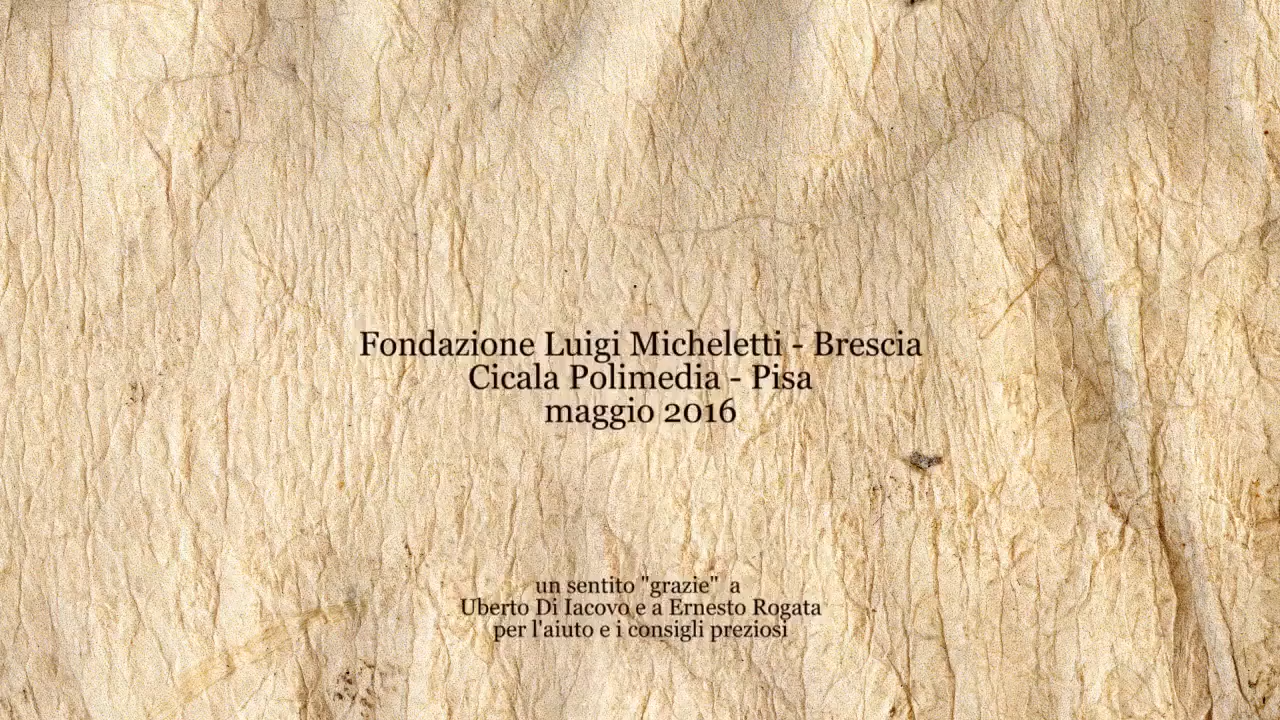 Fondazione Luigi Micheletti - Brescia
Cicala Polimedia - Pisa
maggio 2016
un sentito "grazie" a
Uberto Di Iacovo e a Ernesto Rogata
per l'aiuto e i consigli preziosi